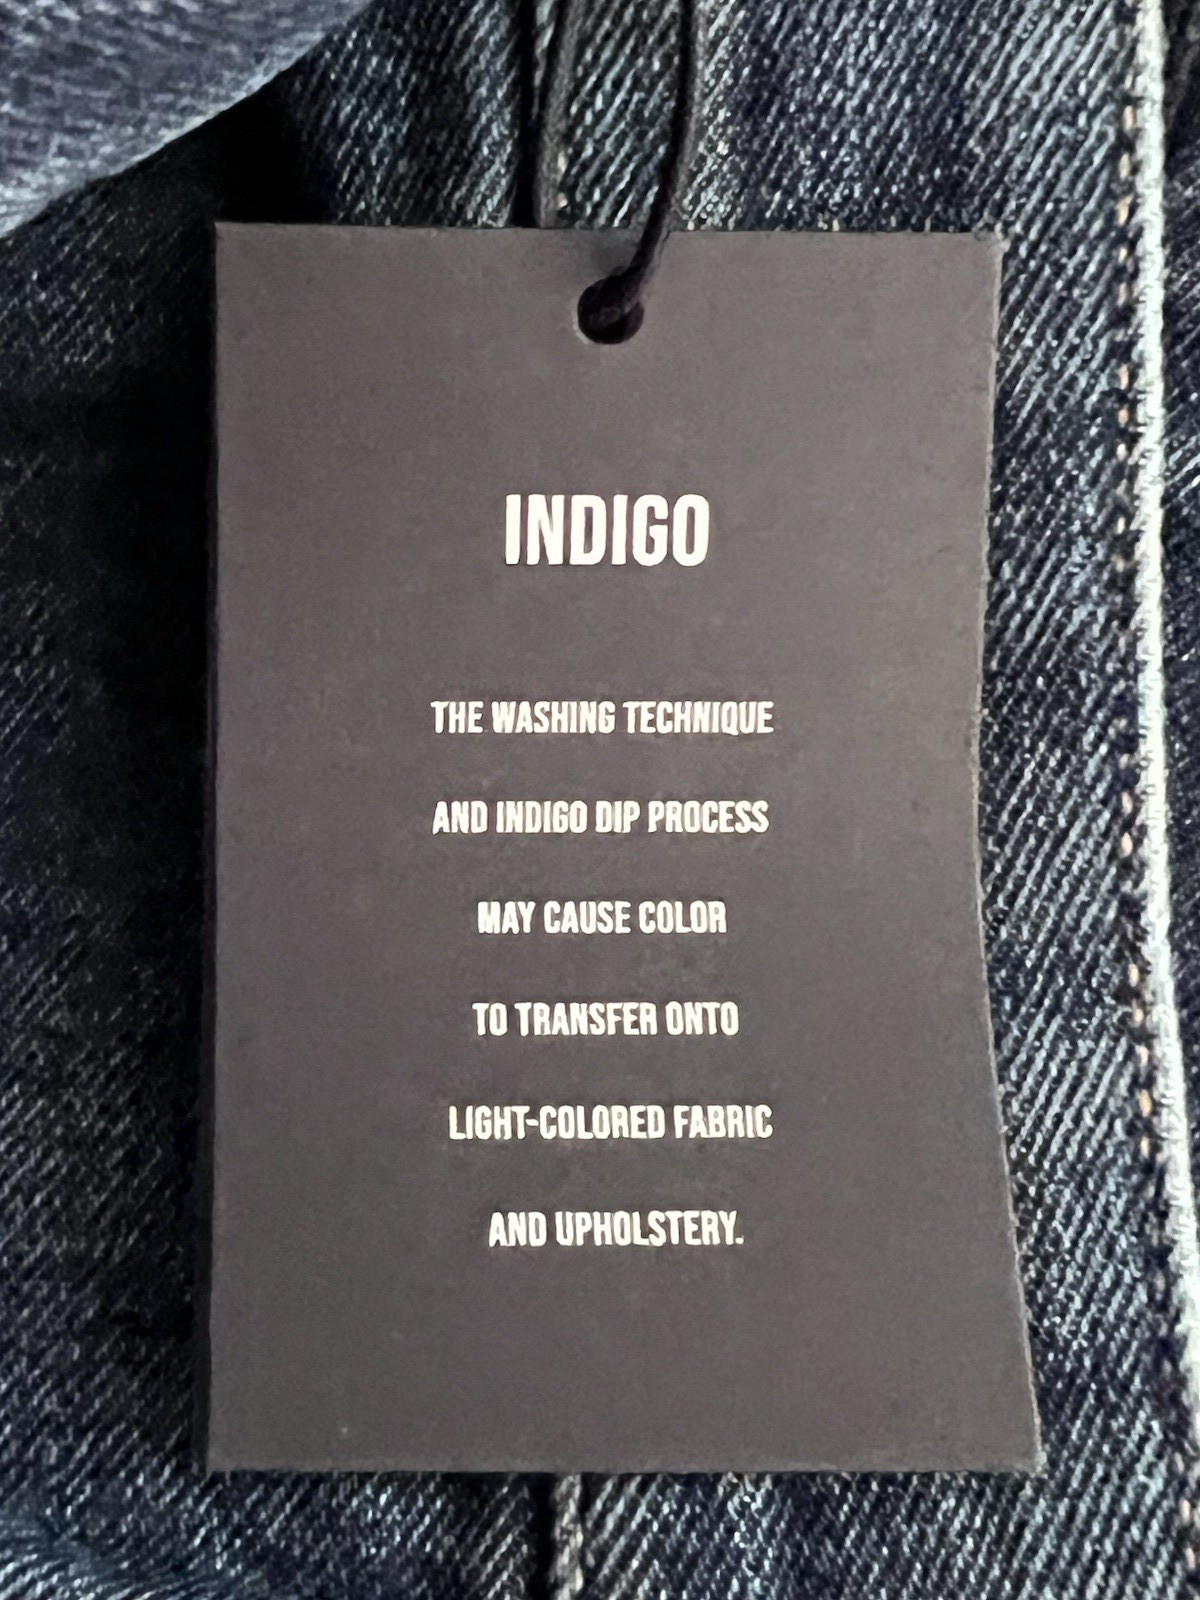 INDIGO
THE WASHING TECHNIQUE
AND INDIGO DIP PROCESS
MAY CAUSE COLOR
TO TRANSFER ONTO
LIGHT-COLORED FABRIC
AND UPHOLSTERY.